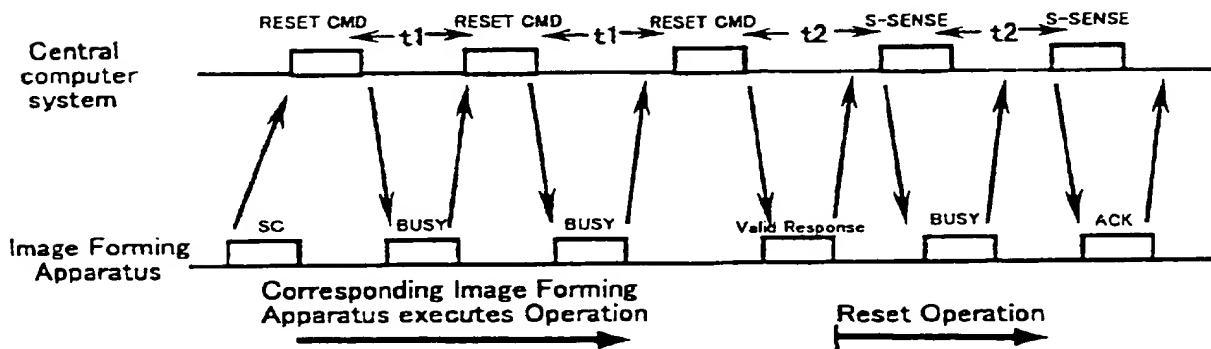 RESET CMD t1 RESET CMD t1 RESET CMD t2 S-SENSE t2 S-SENSE
Central
computer
system
SC BUSY BUSY Valid Response BUSY ACK
Image Forming
Apparatus
Corresponding Image Forming
Apparatus executes Operation
Reset Operation